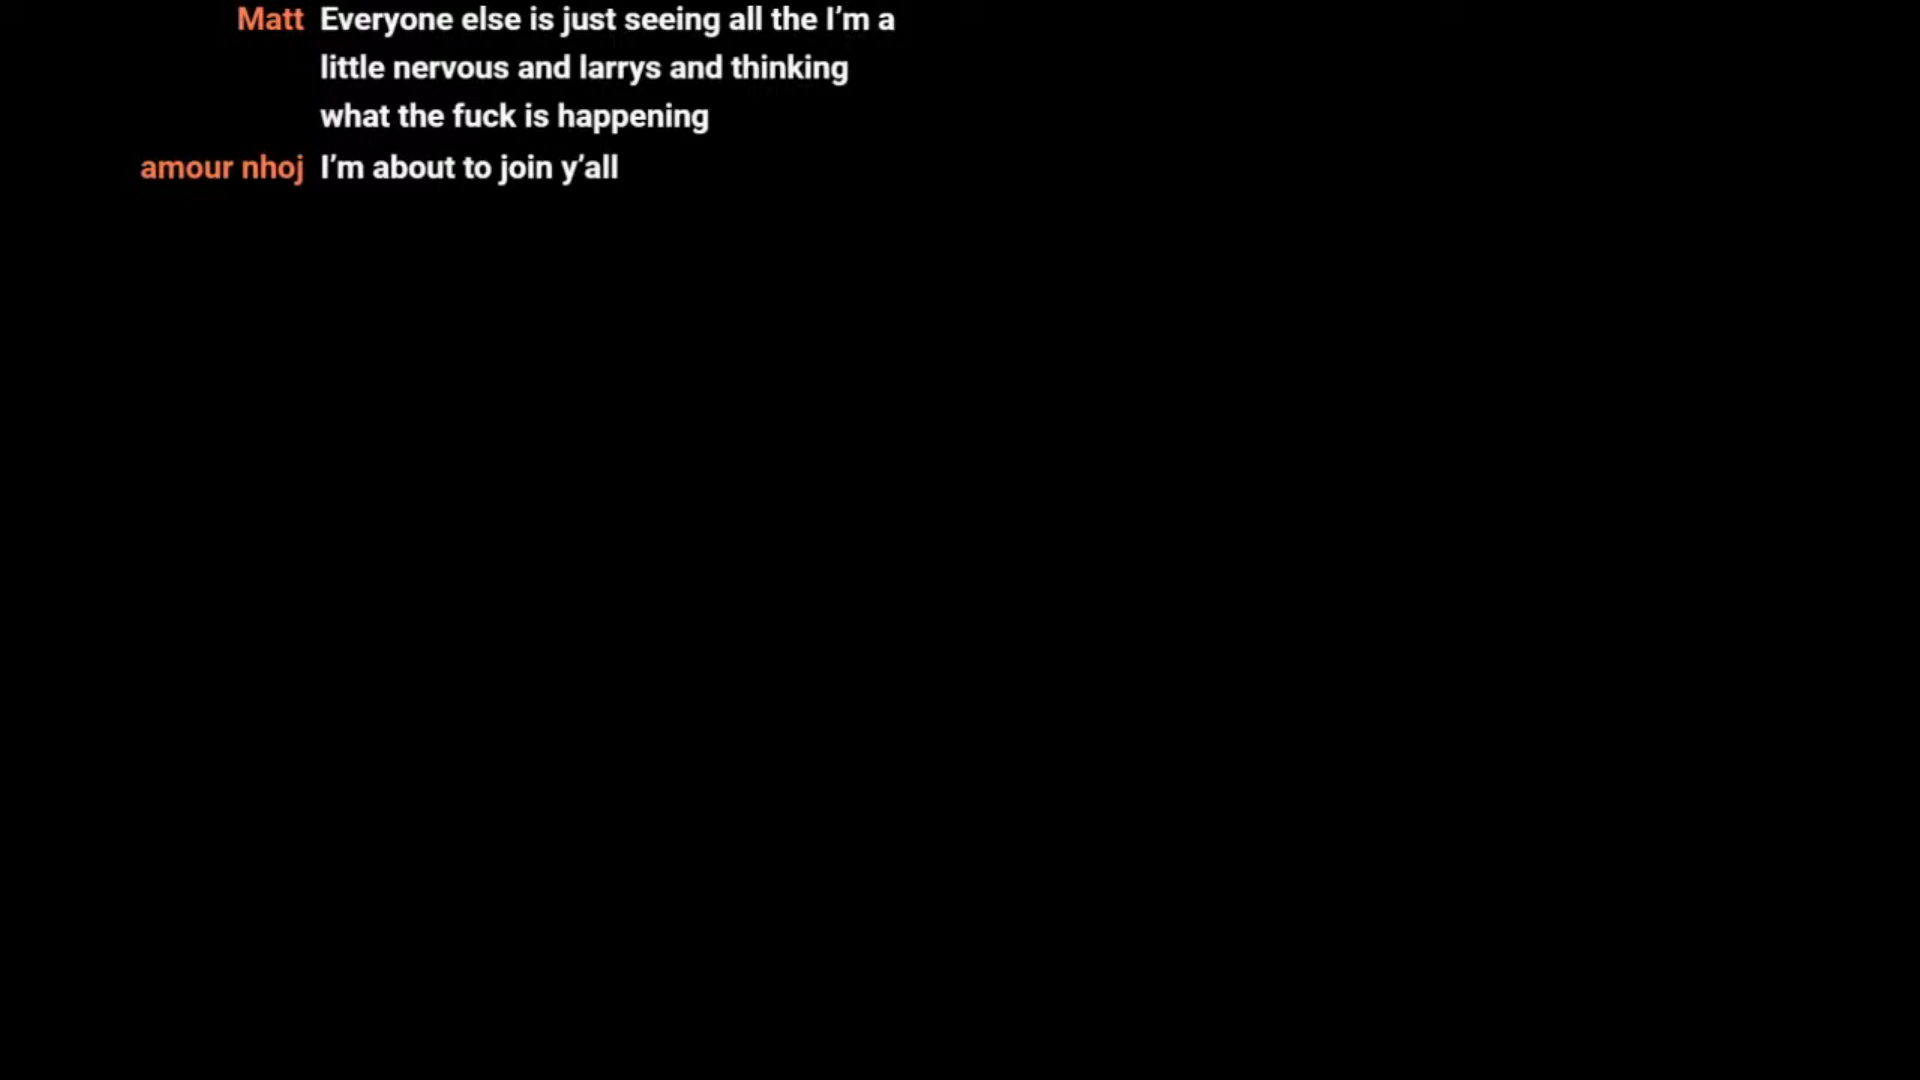 Matt Everyone else is just seeing all the I’m a
little nervous and larrys and thinking
what the fuck is happening
amour nhoj I’m about to join y’all